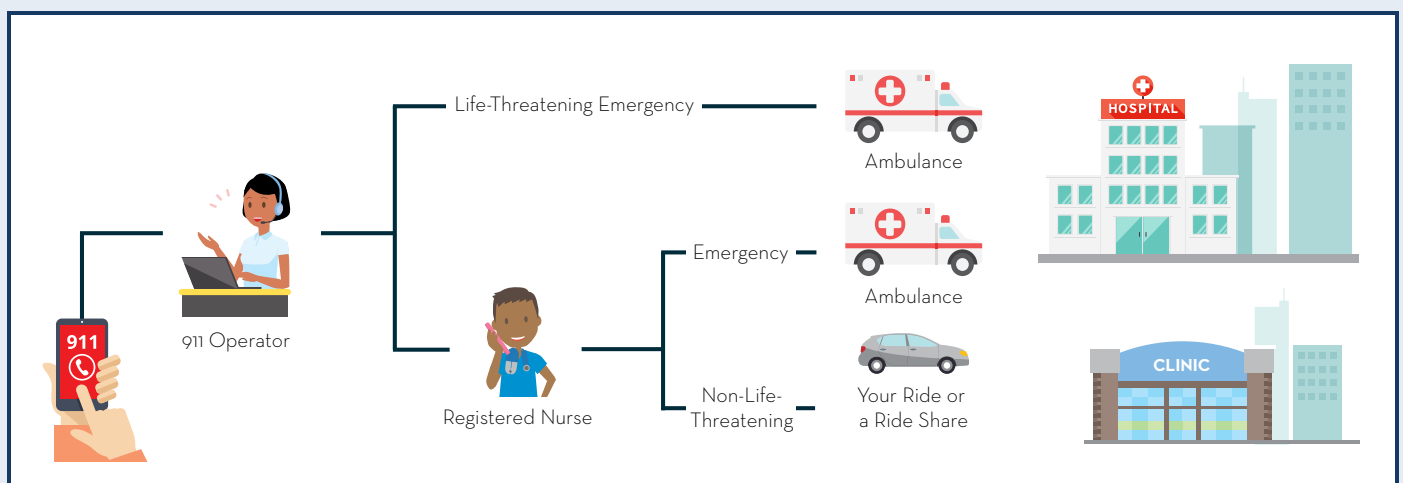 911
911 Operator
Life-Threatening Emergency
Registered Nurse
Emergency
Non-Life-
Threatening
Ambulance
Ambulance
Your Ride or
a Ride Share
HOSPITAL
CLINIC